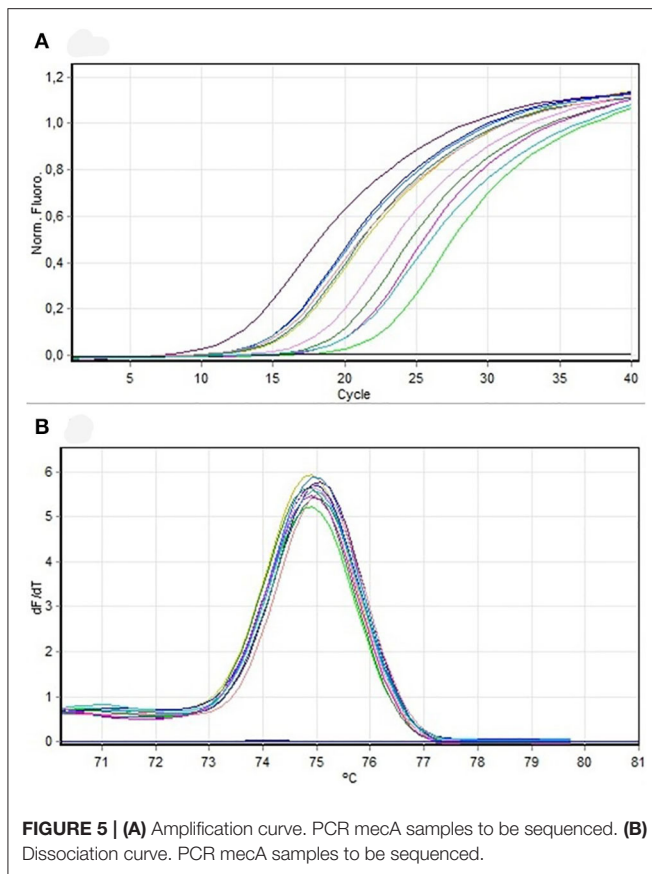 A
1,2
1,0
0,8
0,6
0,4
0,2
0,0
Norm. Fluoro.
5 10 15 20 25 30 35 40
Cycle
B
6
5
4
3
2
1
0
dF/dT
71 72 73 74 75 76 77 78 79 80 81
ºC
FIGURE 5 | (A) Amplification curve. PCR mecA samples to be sequenced. (B)
Dissociation curve. PCR mecA samples to be sequenced.